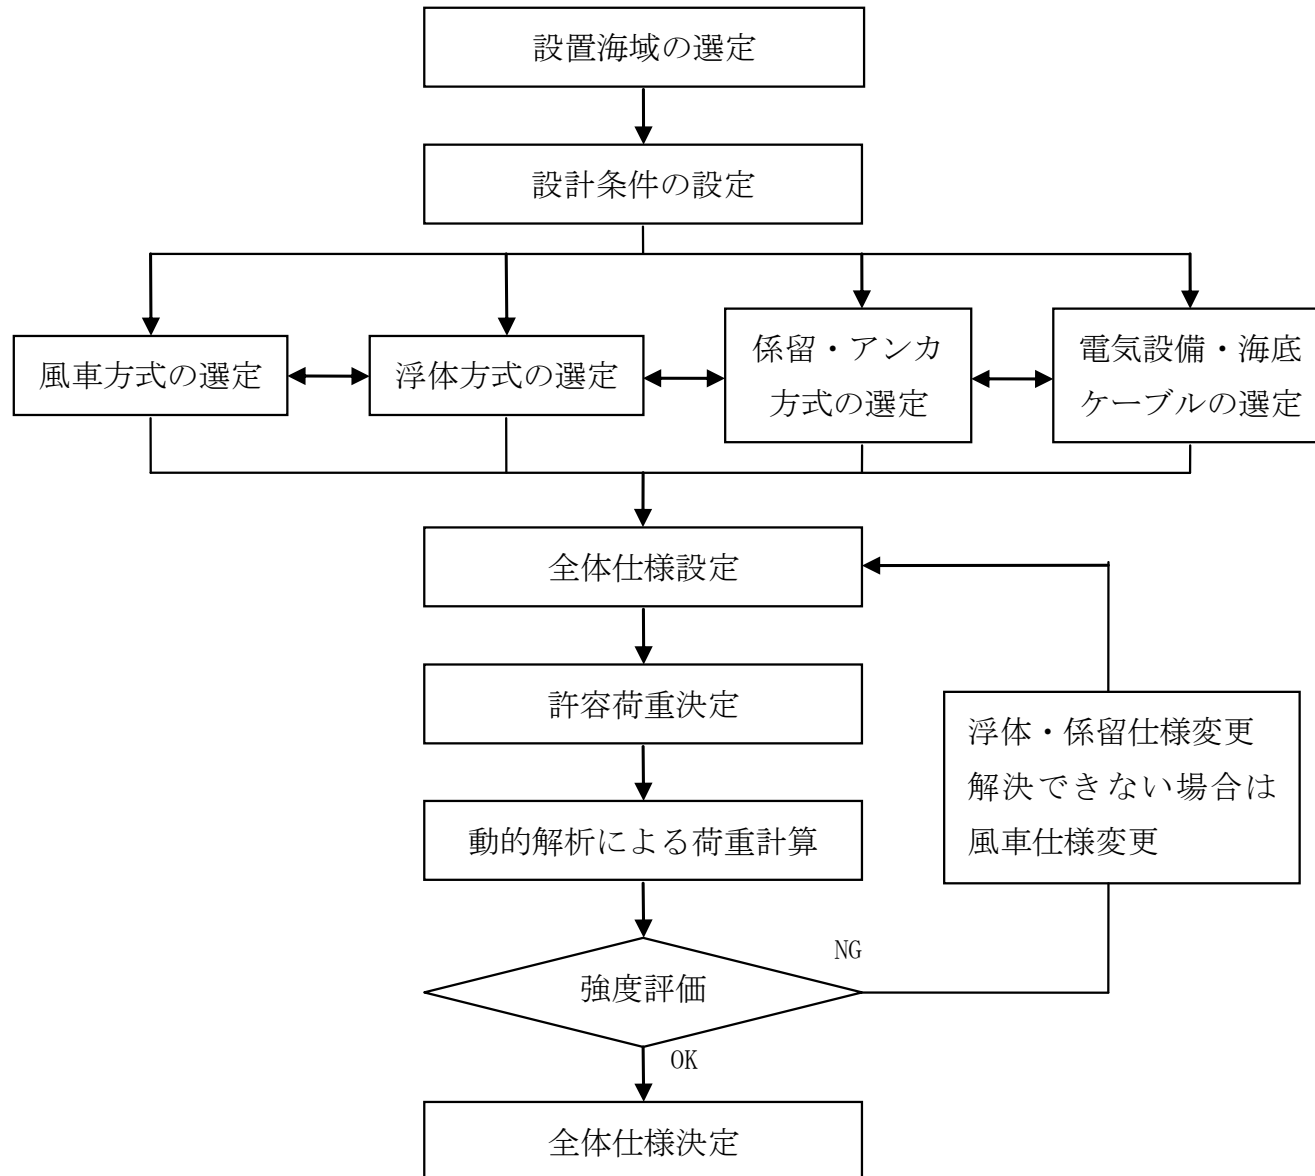 設置海域の選定
設計条件の設定
風車方式の選定
浮体方式の選定
係留・アンカ
方式の選定
電気設備・海底
ケーブルの選定
全体仕様設定
許容荷重決定
浮体・係留仕様変更
解決できない場合は
風車仕様変更
動的解析による荷重計算
強度評価
NG
OK
全体仕様決定